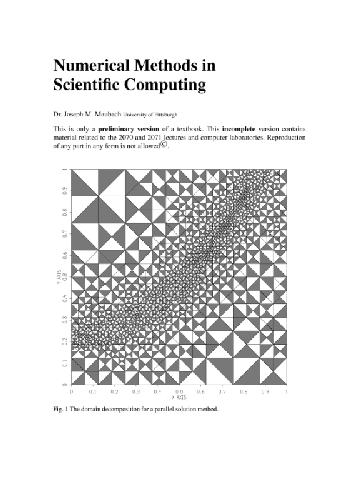 Numerical Methods in
Scientific Computing
Dr. Joseph M. Maubach University of Pittsburgh
This is only a preliminary version of a textbook. This incomplete version contains
material related to the 2070 and 2071 lectures and computer laboratories. Reproduction
of any part in any form is not allowed©.
1
0.9
0.8
0.7
0.6
0.5
Y AXIS
0.4
0.3
0.2
0.1
0
0 0.1 0.2 0.3 0.4 0.5 0.6 0.7 0.8 0.9 1
X AXIS
Fig. 1 The domain decomposition for a parallel solution method.